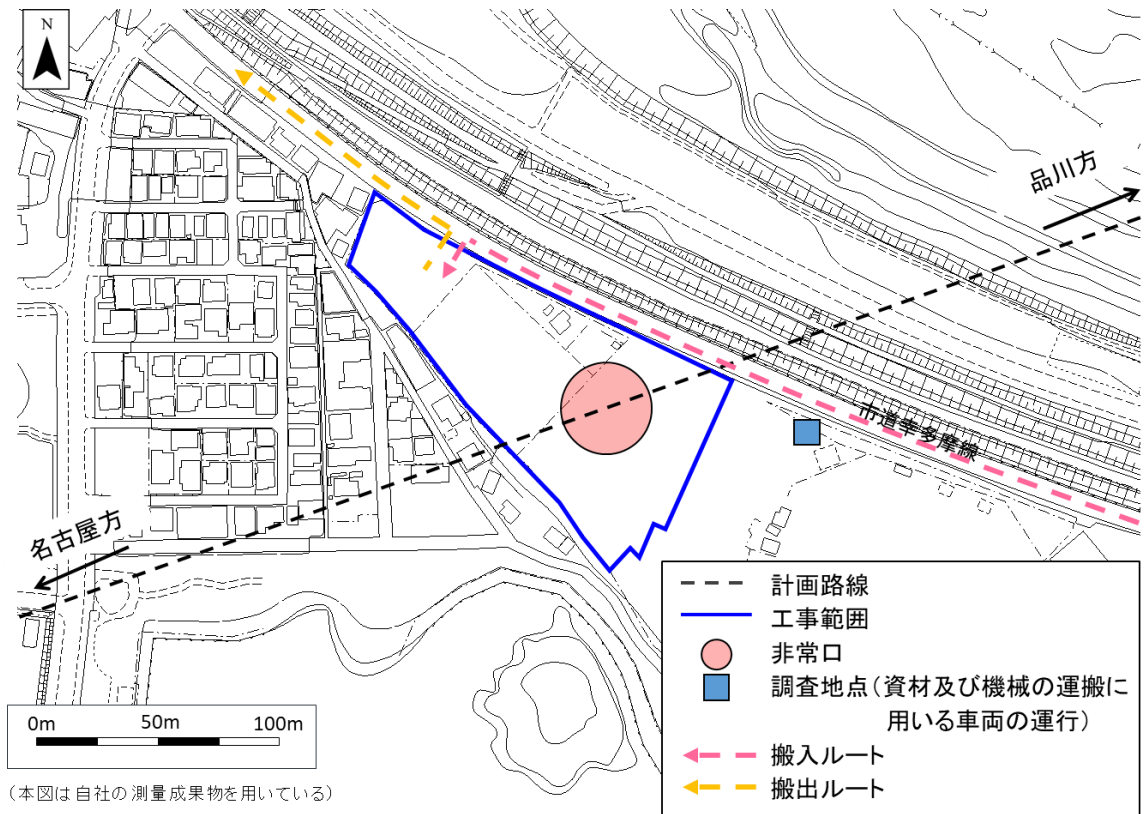 N
品川方
市道幸多摩線
名古屋方
計画路線
工事範囲
非常口
調査地点(資材及び機械の運搬に
用いる車両の運行)
搬入ルート
搬出ルート
0m 50m 100m
(本図は自社の測量成果物を用いている)